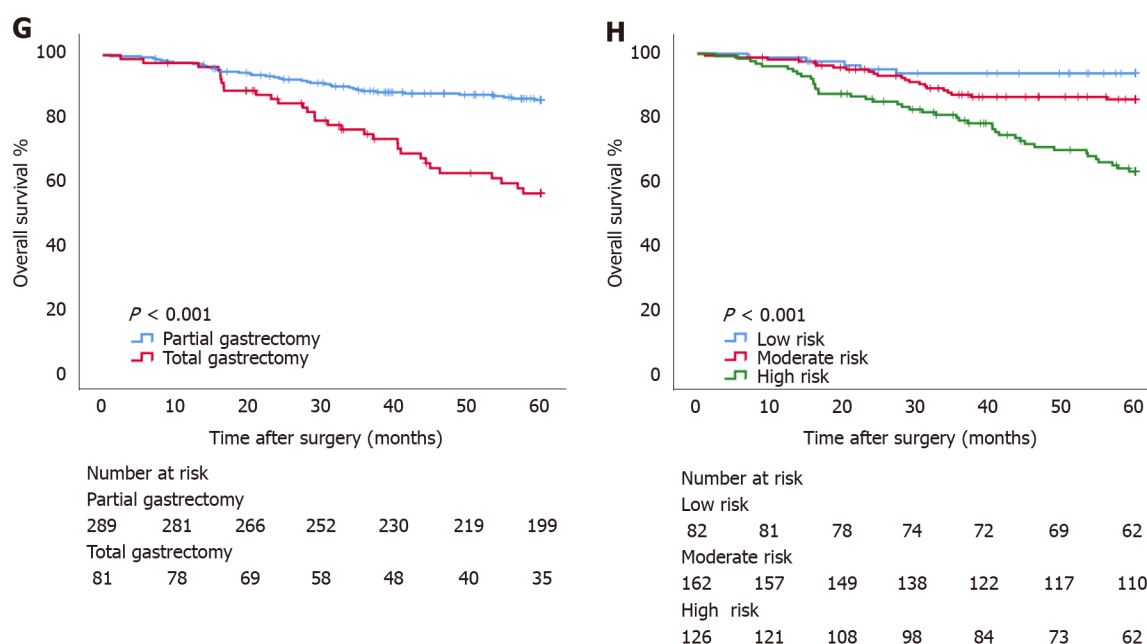 G
100
80
60
40
20
0
Overall survival %
P < 0.001
Partial gastrectomy
Total gastrectomy
0 10 20 30 40 50 60
Time after surgery (months)
Number at risk
Partial gastrectomy
289 281 266 252 230 219 199
Total gastrectomy
81 78 69 58 48 40 35
H
100
80
60
40
20
0
Overall survival %
P < 0.001
Low risk
Moderate risk
High risk
0 10 20 30 40 50 60
Time after surgery (months)
Number at risk
Low risk
82 81 78 74 72 69 62
Moderate risk
162 157 149 138 122 117 110
High risk
126 121 108 98 84 73 62